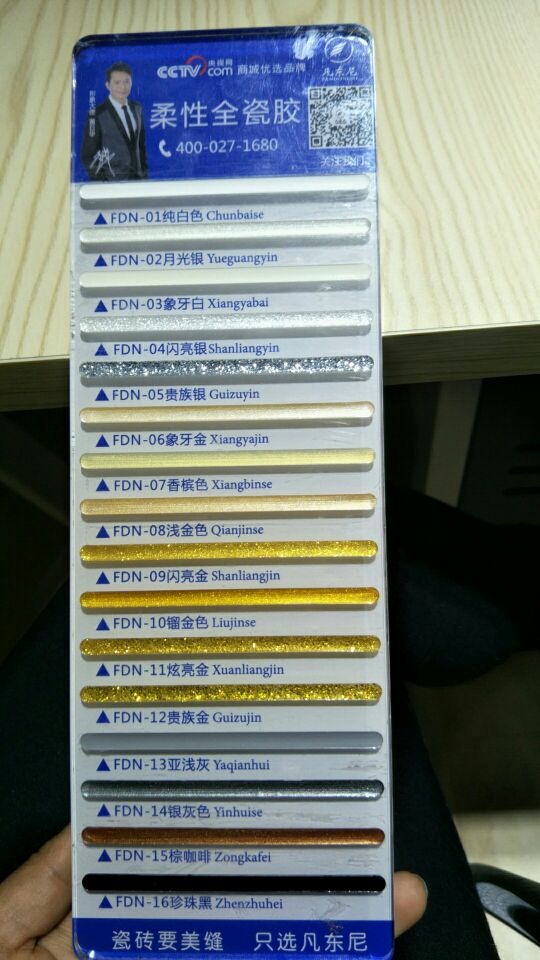 CCTV 央视网 .com 商城优选品牌
凡东尼
柔性全瓷胶
400-027-1680
关注我们
▲FDN-01纯白色 Chunbaise
▲FDN-02月光银 Yueguangyin
▲FDN-03象牙白 Xiangyabai
▲FDN-04闪亮银 Shanliangyin
▲FDN-05贵族银 Guizuyin
▲FDN-06象牙金 Xiangyajin
▲FDN-07香槟色 Xiangbinse
▲FDN-08浅金色 Qianjinse
▲FDN-09闪亮金 Shanliangjin
▲FDN-10镏金色 Liujinse
▲FDN-11炫亮金 Xuanliangjin
▲FDN-12贵族金 Guizujin
▲FDN-13亚浅灰 Yaqianhui
▲FDN-14银灰色 Yinhuise
▲FDN-15棕咖啡 Zongkafei
▲FDN-16珍珠黑 Zhenzhuhei
瓷砖要美缝 只选凡东尼